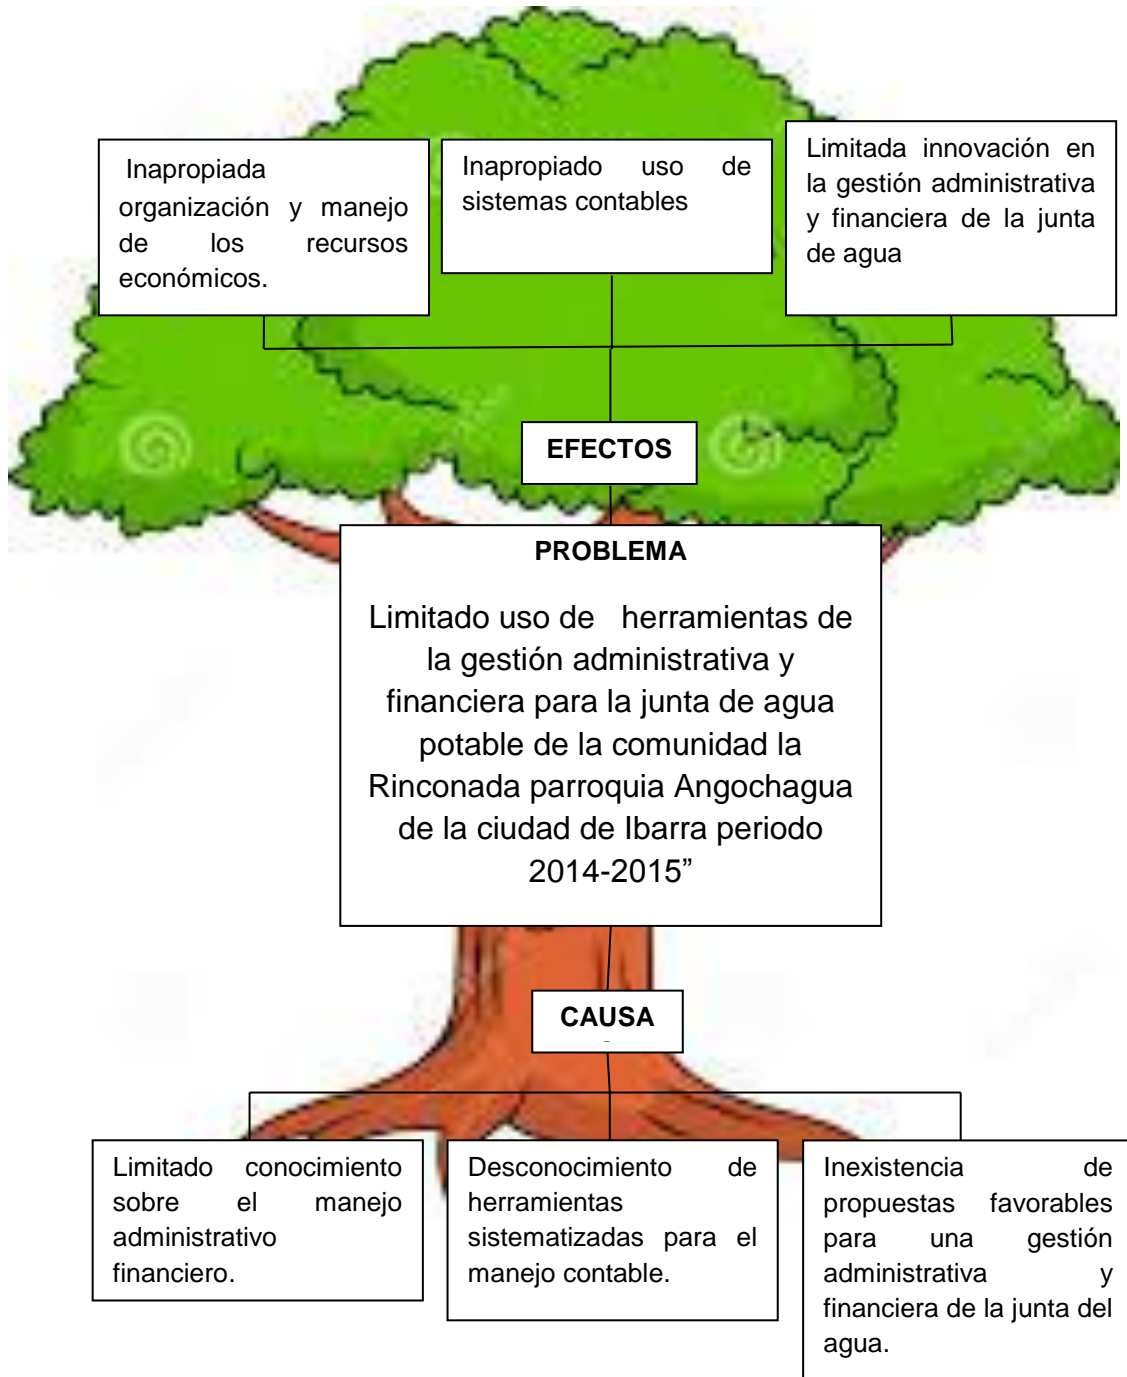 Inapropiada
organización y manejo
de los recursos
económicos.
Inapropiado uso de
sistemas contables
Limitada innovación en
la gestión administrativa
y financiera de la junta
de agua
EFECTOS
PROBLEMA
Limitado uso de herramientas de
la gestión administrativa y
financiera para la junta de agua
potable de la comunidad la
Rinconada parroquia Angochagua
de la ciudad de Ibarra periodo
2014-2015”
CAUSA
Limitado conocimiento
sobre el manejo
administrativo
financiero.
Desconocimiento de
herramientas
sistematizadas para el
manejo contable.
Inexistencia de
propuestas favorables
para una gestión
administrativa y
financiera de la junta del
agua.